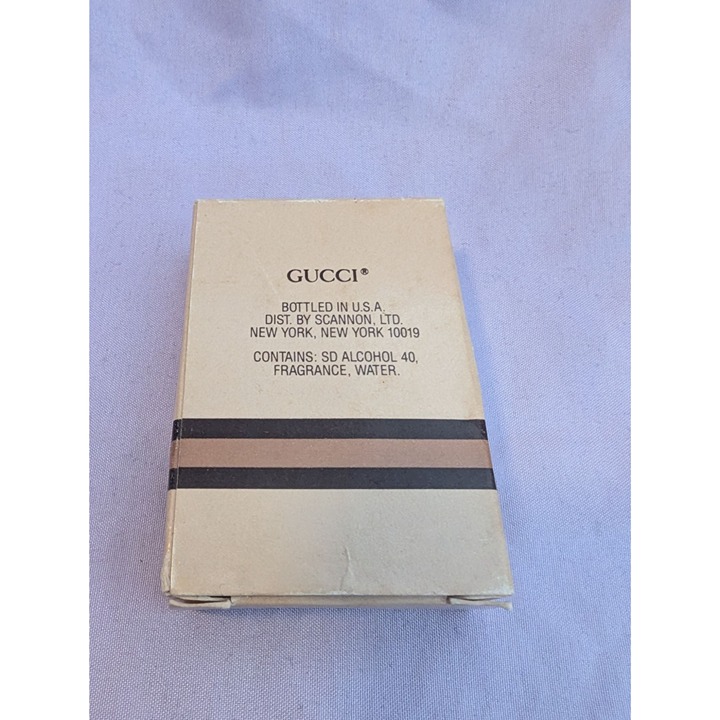 GUCCI®
BOTTLED IN U.S.A.
DIST. BY SCANNON, LTD.
NEW YORK, NEW YORK 10019
CONTAINS: SD ALCOHOL 40,
FRAGRANCE, WATER.